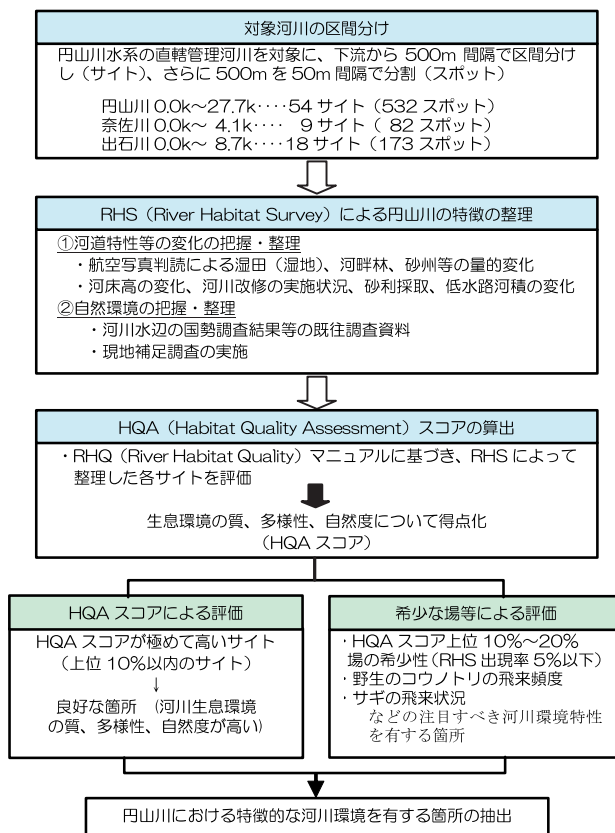 対象河川の区間分け
円山川水系の直轄管理河川を対象に、下流から 500m 間隔で区間分け
し（サイト）、さらに 500m を 50m 間隔で分割（スポット）
円山川 0.0k～27.7k‥‥54 サイト（532 スポット）
奈佐川 0.0k～ 4.1k‥‥ 9 サイト（ 82 スポット）
出石川 0.0k～ 8.7k‥‥18 サイト（173 スポット）
RHS（River Habitat Survey）による円山川の特徴の整理
①河道特性等の変化の把握・整理
・航空写真判読による湿田（湿地）、河畔林、砂州等の量的変化
・河床高の変化、河川改修の実施状況、砂利採取、低水路河積の変化
②自然環境の把握・整理
・河川水辺の国勢調査結果等の既往調査資料
・現地補足調査の実施
HQA（Habitat Quality Assessment）スコアの算出
・RHQ（River Habitat Quality）マニュアルに基づき、RHS によって
整理した各サイトを評価
生息環境の質、多様性、自然度について得点化
（HQA スコア）
HQA スコアによる評価
HQA スコアが極めて高いサイト
（上位 10%以内のサイト）
↓
良好な箇所 （河川生息環境
の質、多様性、自然度が高い）
希少な場等による評価
・HQA スコア上位 10%～20%
場の希少性（RHS 出現率 5%以下）
・野生のコウノトリの飛来頻度
・サギの飛来状況
などの注目すべき河川環境特性
を有する箇所
円山川における特徴的な河川環境を有する箇所の抽出